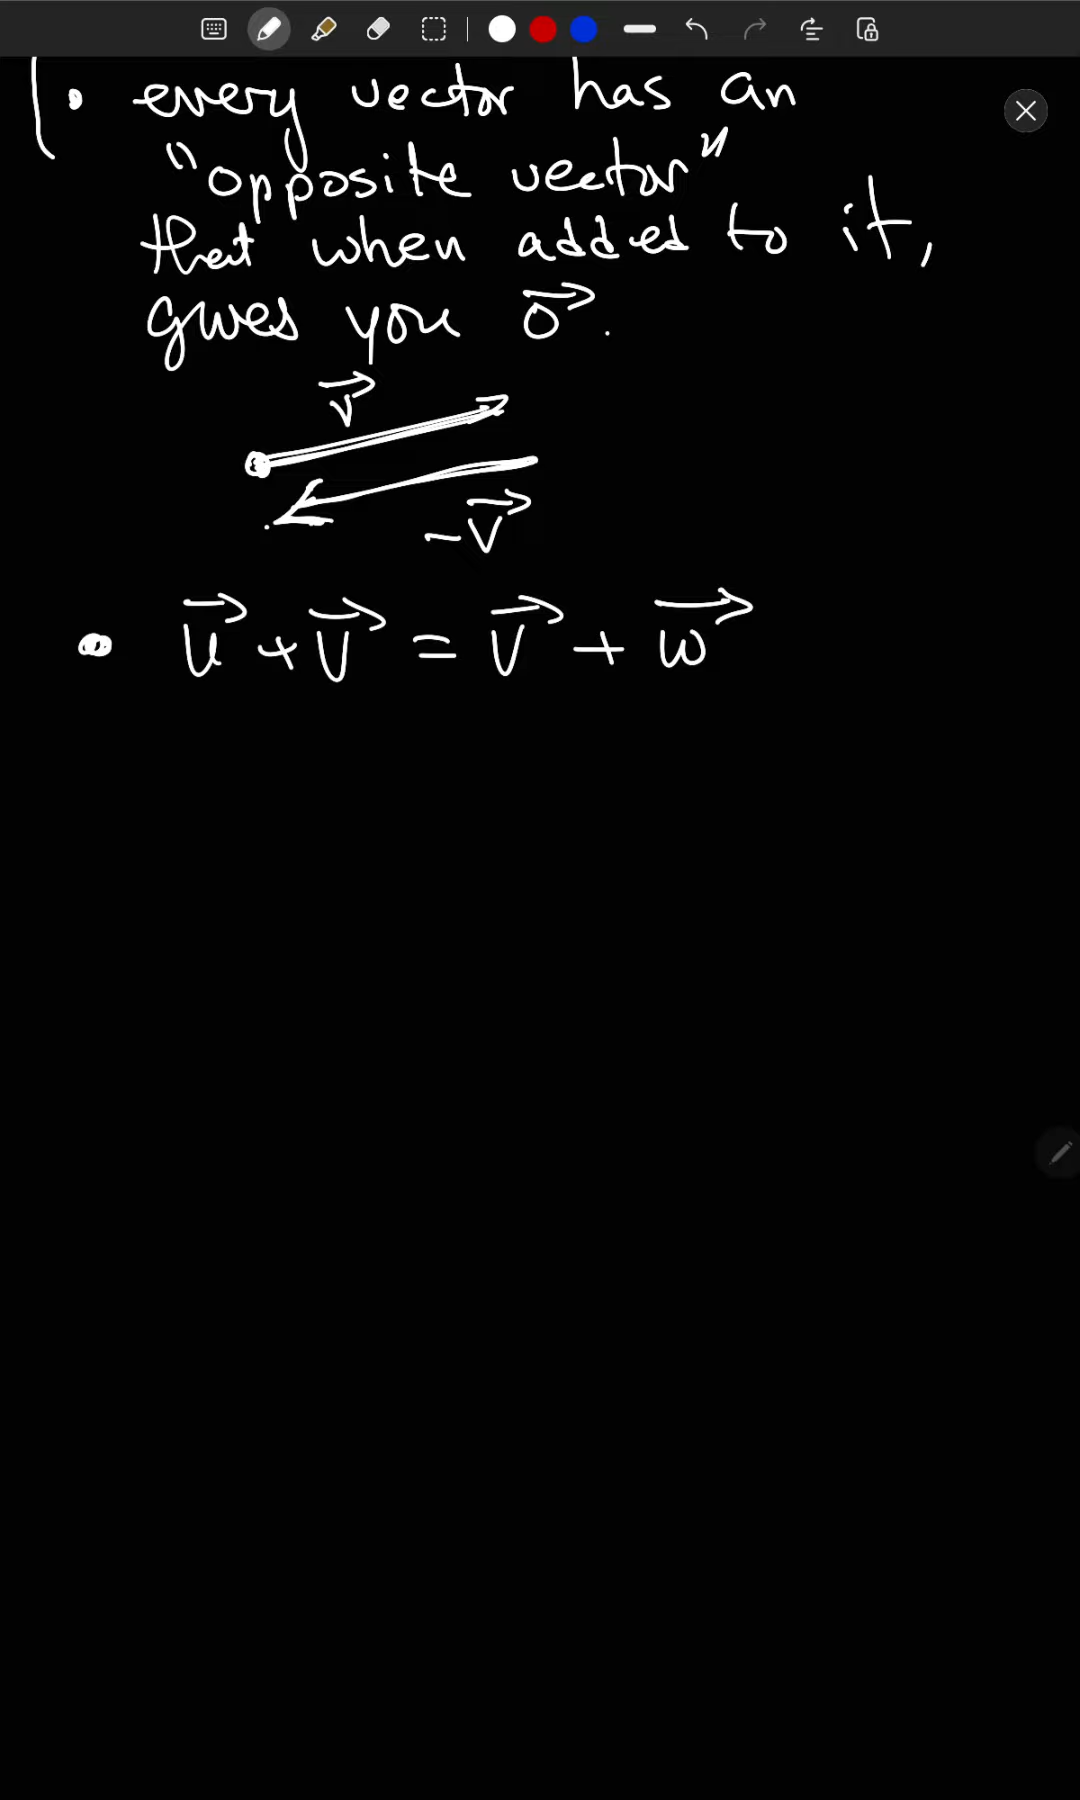 • every vector has an
"opposite vector"
that when added to it,
gives you 0⃗.
v⃗
-v⃗
• u⃗ + v⃗ = v⃗ + w⃗